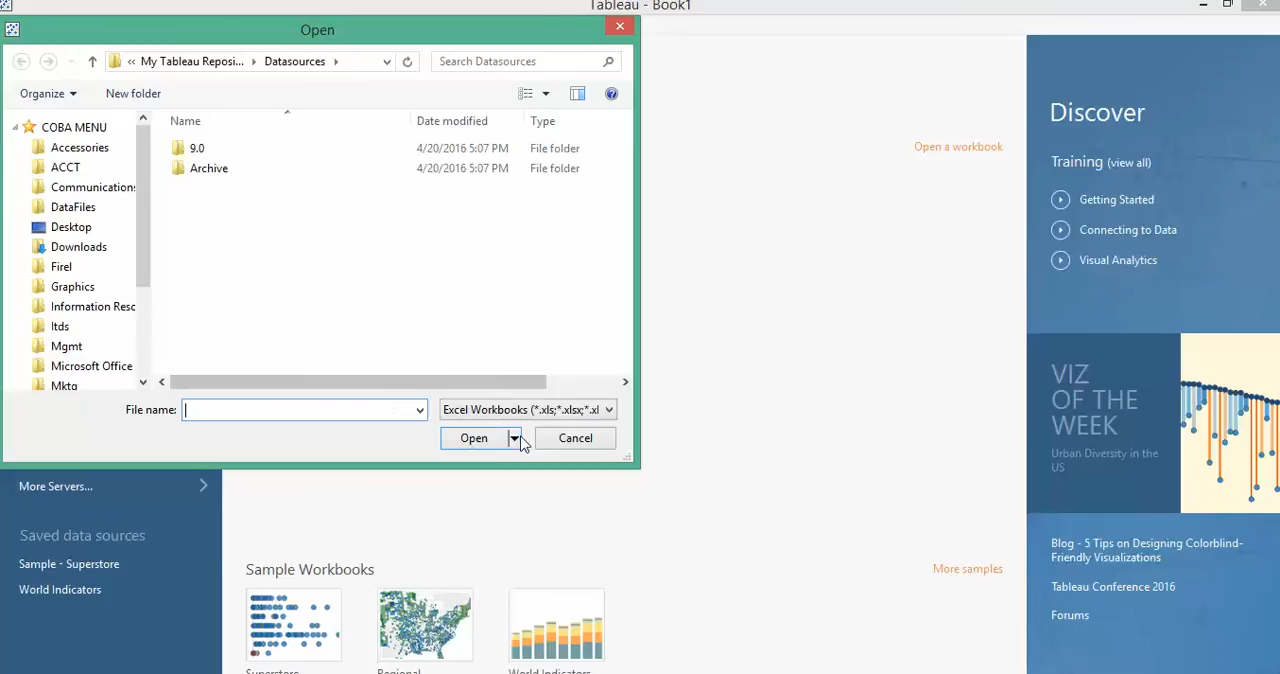 Tableau - Book1
Open
« My Tableau Reposi... Datasources
Search Datasources
Organize
New folder
Name
Date modified
Type
COBA MENU
Accessories
ACCT
Communication
DataFiles
Desktop
Downloads
Firel
Graphics
Information Resc
Itds
Mgmt
Microsoft Office
Mktg
9.0
4/20/2016 5:07 PM
File folder
Archive
4/20/2016 5:07 PM
File folder
File name:
Excel Workbooks (*.xls;*.xlsx;*.xl
Open
Cancel
Open a workbook
More Servers...
Saved data sources
Sample - Superstore
World Indicators
Sample Workbooks
More samples
Superstore
Regional
World Indicators
Discover
Training (view all)
Getting Started
Connecting to Data
Visual Analytics
VIZ
OF THE
WEEK
Urban Diversity in the
US
Blog - 5 Tips on Designing Colorblind-
Friendly Visualizations
Tableau Conference 2016
Forums